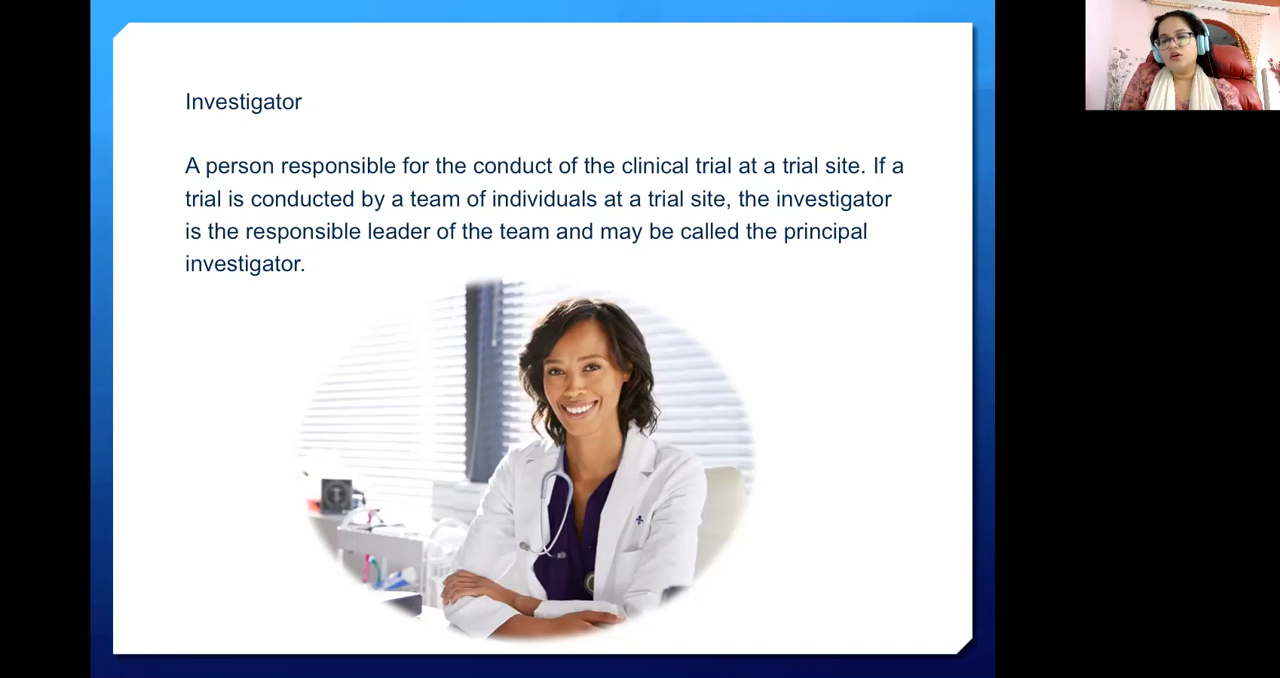 Investigator
A person responsible for the conduct of the clinical trial at a trial site. If a
trial is conducted by a team of individuals at a trial site, the investigator
is the responsible leader of the team and may be called the principal
investigator.